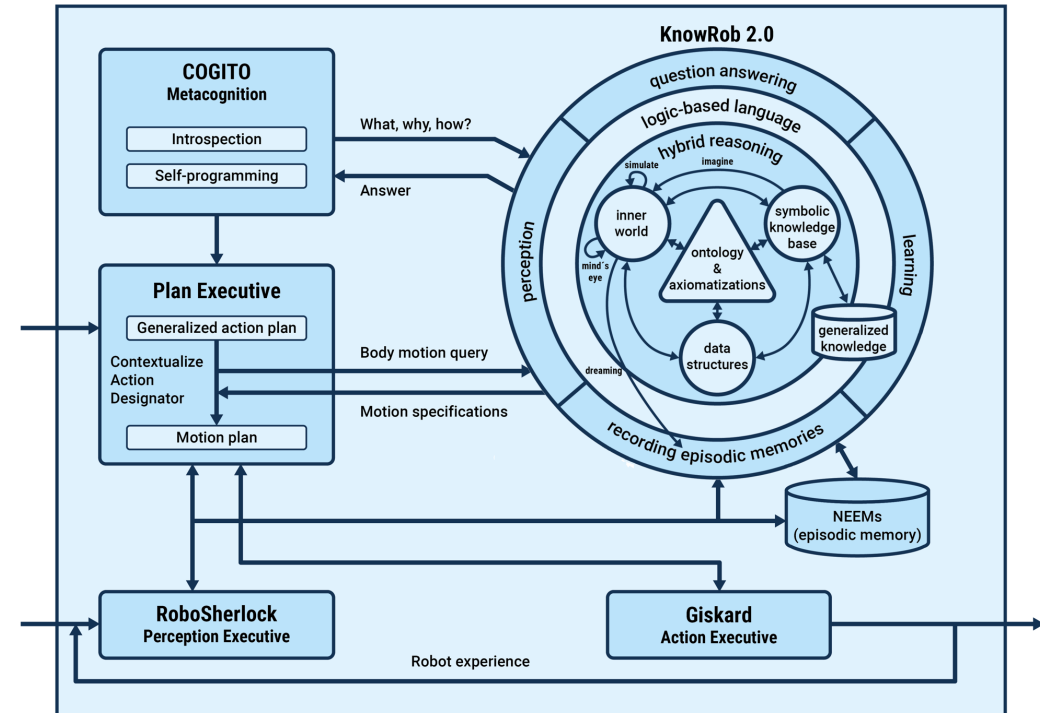 KnowRob 2.0
COGITO
Metacognition
Introspection
Self-programming
What, why, how?
Answer
question answering
logic-based language
hybrid reasoning
perception
learning
recording episodic memories
simulate
imagine
inner
world
symbolic
knowledge
base
mind´s
eye
ontology
&
axiomatizations
generalized
knowledge
data
structures
dreaming
Plan Executive
Generalized action plan
Contextualize
Action
Designator
Motion plan
Body motion query
Motion specifications
NEEMs
(episodic memory)
RoboSherlock
Perception Executive
Giskard
Action Executive
Robot experience